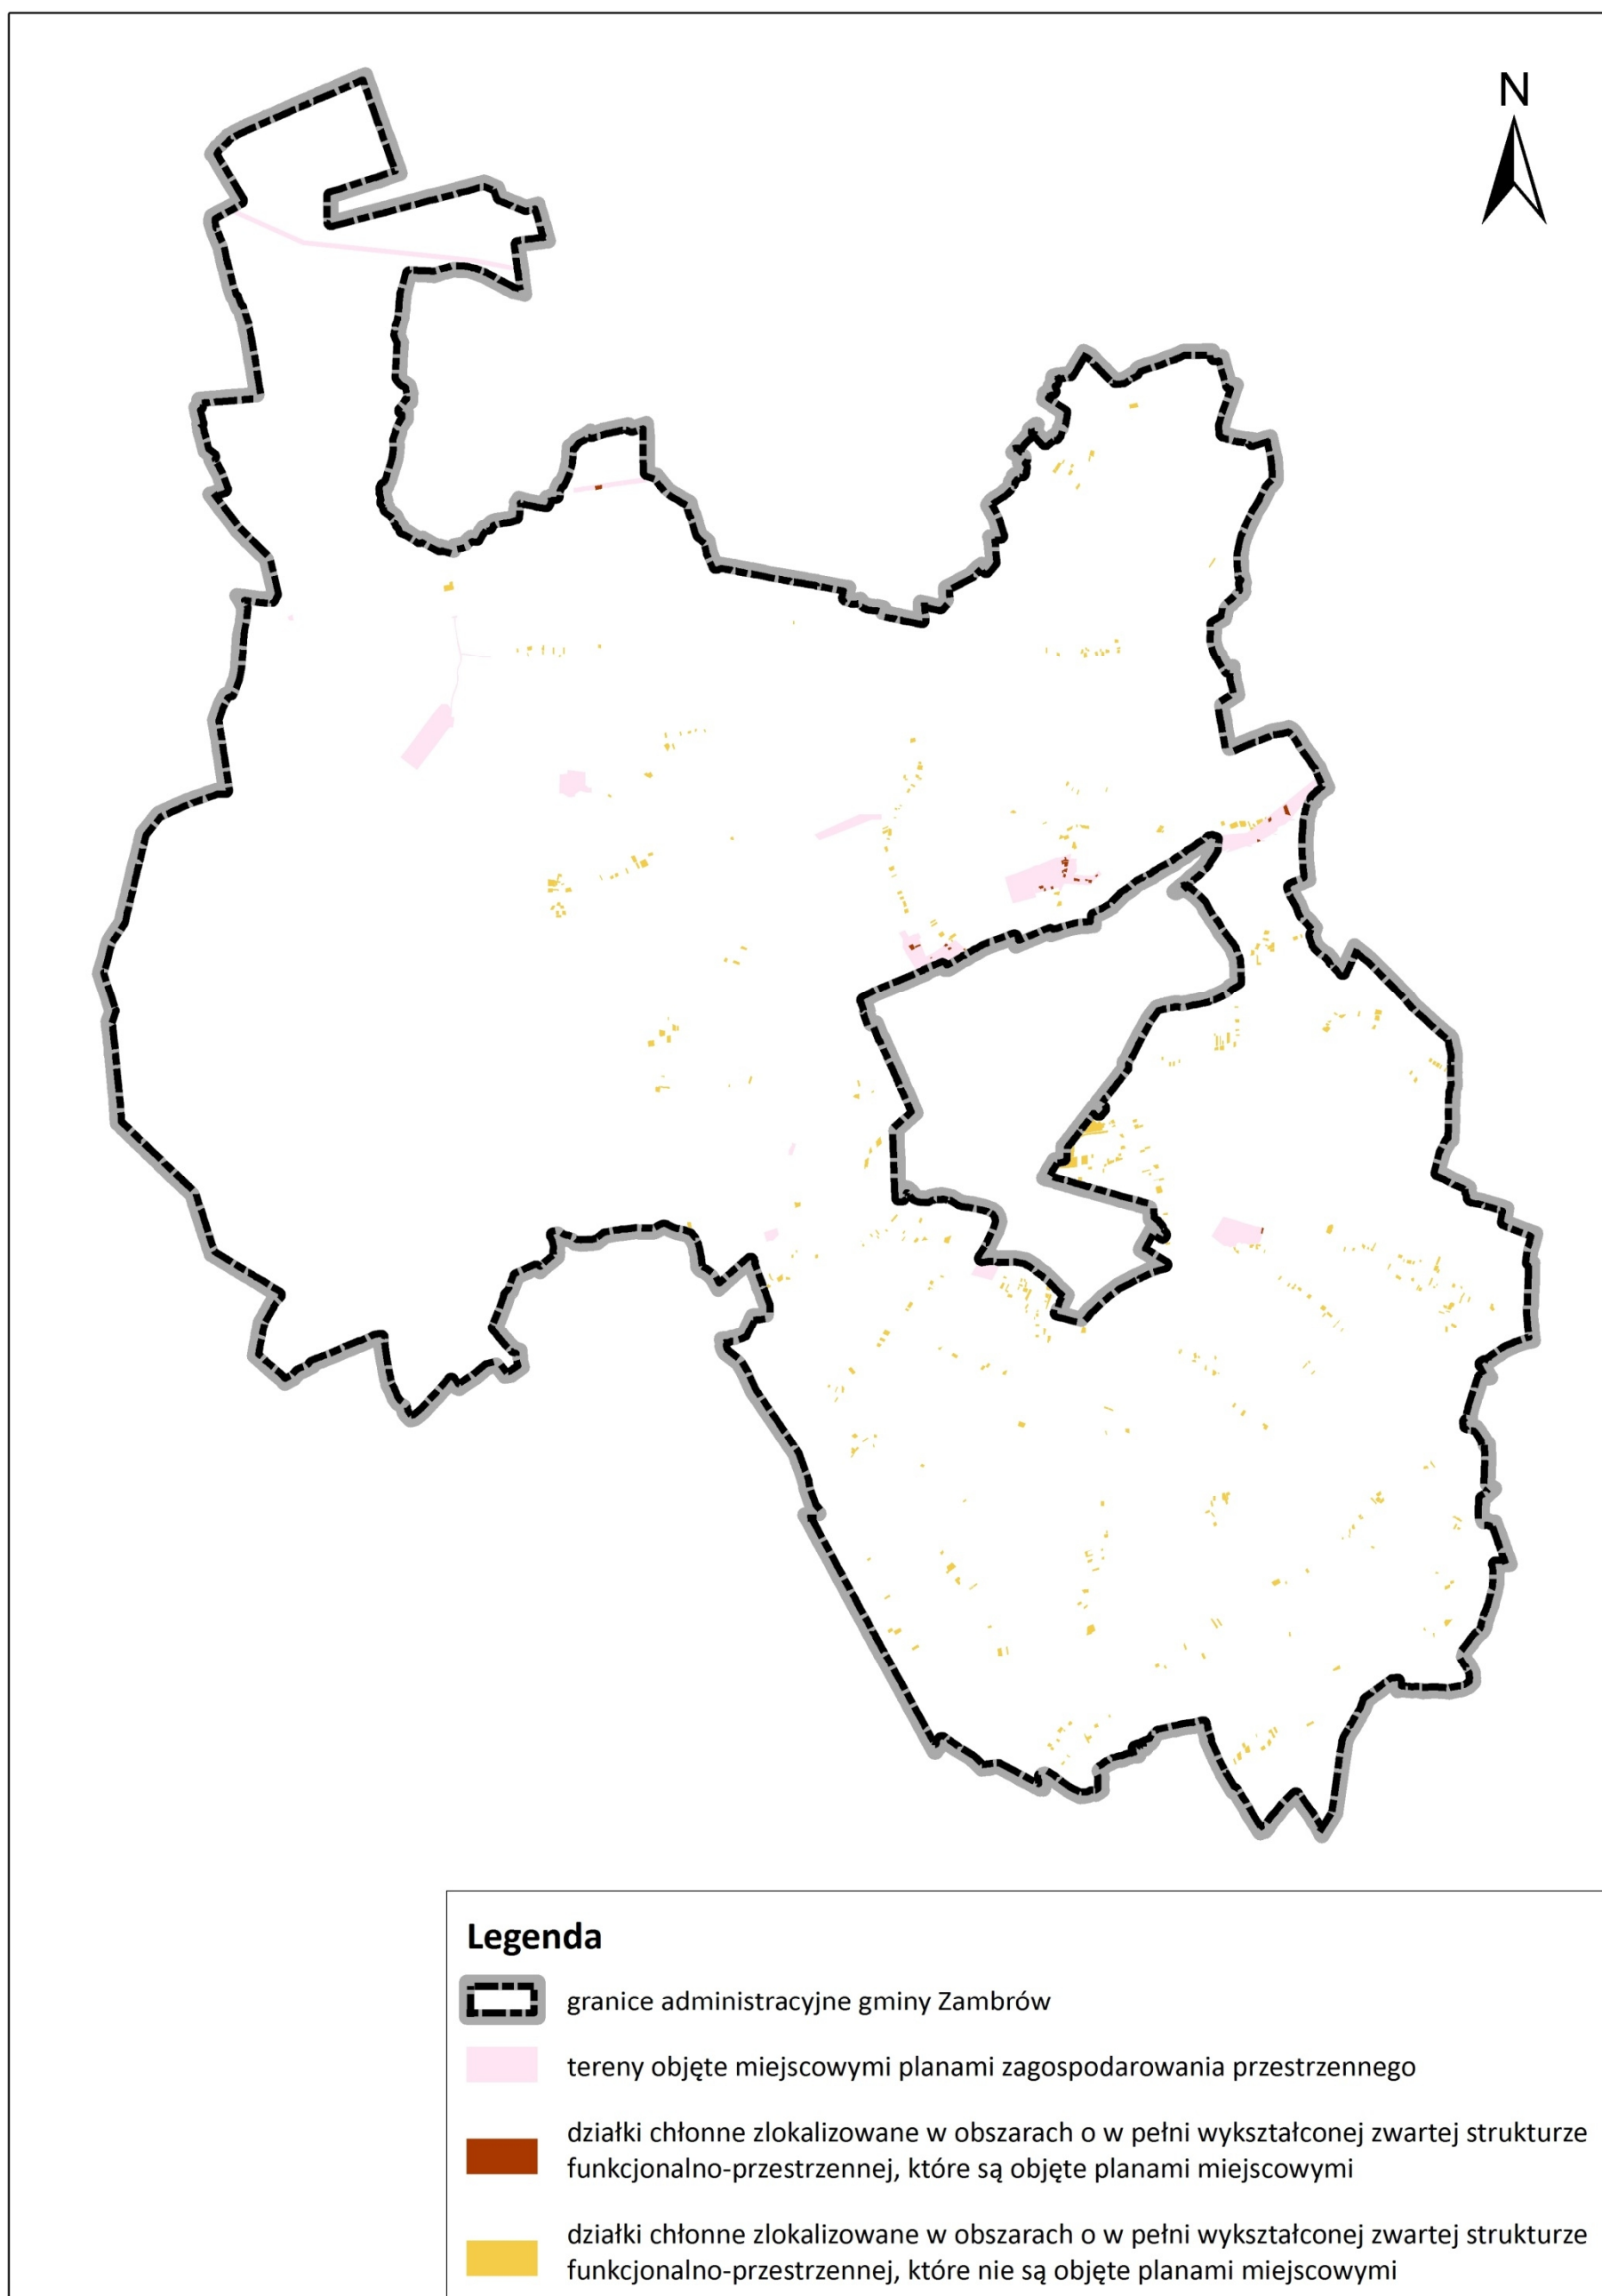 N
Legenda
granice administracyjne gminy Zambrów
tereny objęte miejscowymi planami zagospodarowania przestrzennego
działki chłonne zlokalizowane w obszarach o w pełni wykształconej zwartej strukturze
funkcjonalno-przestrzennej, które są objęte planami miejscowymi
działki chłonne zlokalizowane w obszarach o w pełni wykształconej zwartej strukturze
funkcjonalno-przestrzennej, które nie są objęte planami miejscowymi